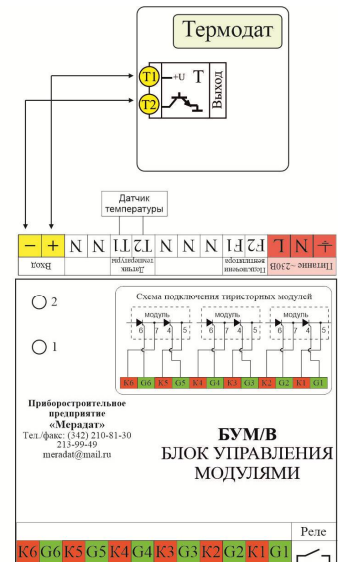 Термодат
T1 +U T Выход
T2
Датчик
температуры
− + N N T1 T2 N N N F1 F2 L N
Вход Датчик температуры Подключение вентилятора Питание ~230В
2
Схема подключения тиристорных модулей
модуль модуль модуль
6 7 4 5 6 7 4 5 6 7 4 5
1
K6 G6 K5 G5 K4 G4 K3 G3 K2 G2 K1 G1
Приборостроительное
предприятие
«Мерадат»
Тел./факс: (342) 210-81-30
213-99-49
meradat@mail.ru
БУМ/В
БЛОК УПРАВЛЕНИЯ
МОДУЛЯМИ
Реле
K6 G6 K5 G5 K4 G4 K3 G3 K2 G2 K1 G1